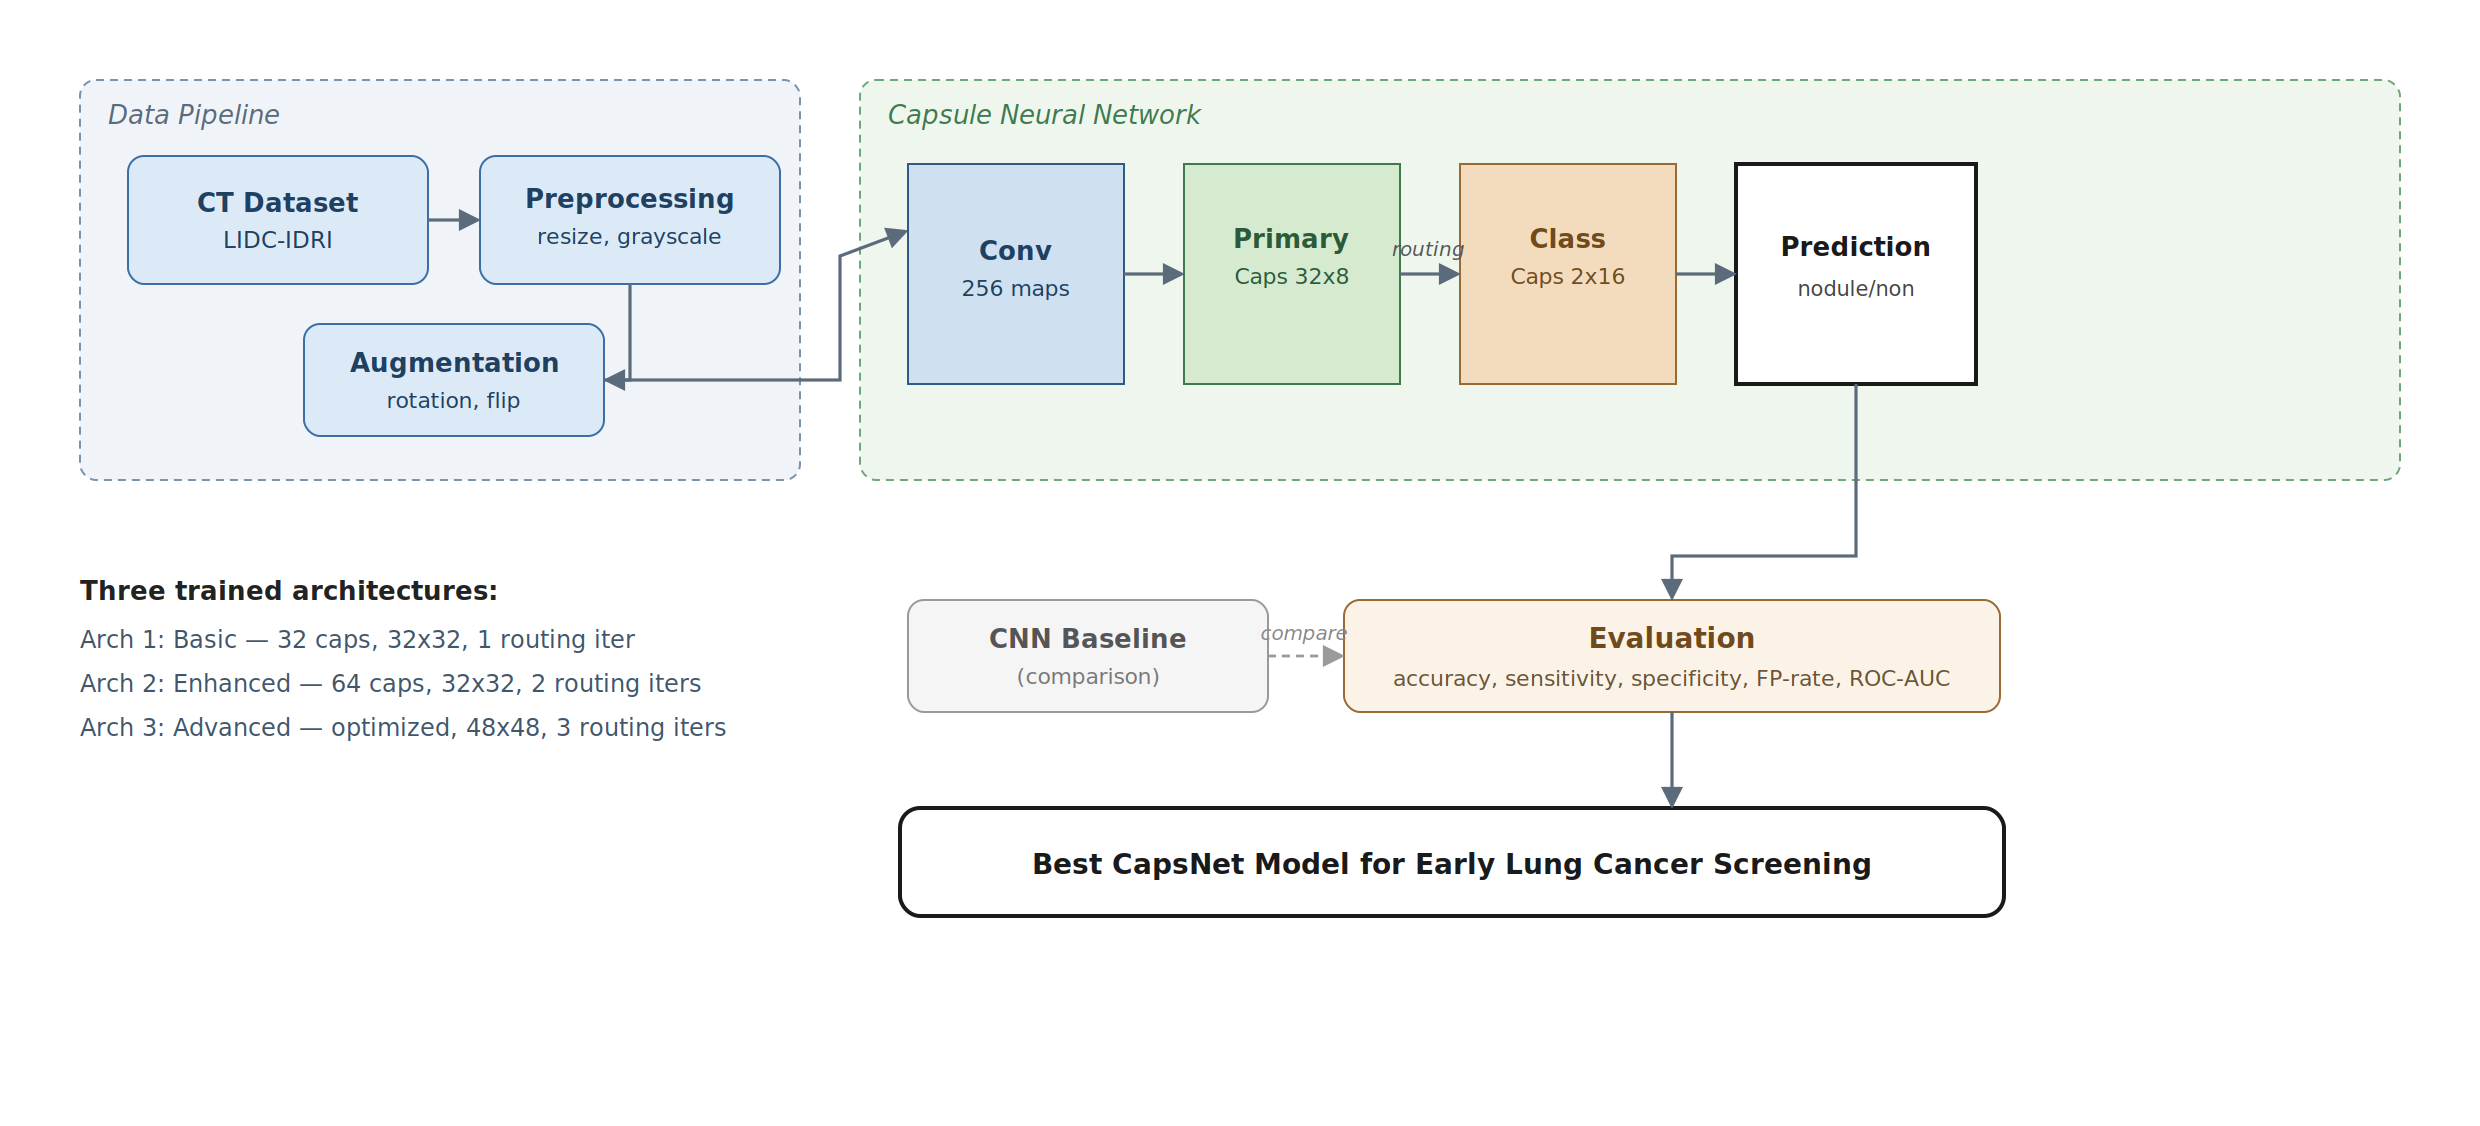 Data Pipeline
CT Dataset
LIDC-IDRI
Preprocessing
resize, grayscale
Augmentation
rotation, flip
Capsule Neural Network
Conv
256 maps
Primary
Caps 32x8
routing
Class
Caps 2x16
Prediction
nodule/non
Three trained architectures:
Arch 1: Basic — 32 caps, 32x32, 1 routing iter
Arch 2: Enhanced — 64 caps, 32x32, 2 routing iters
Arch 3: Advanced — optimized, 48x48, 3 routing iters
CNN Baseline
(comparison)
compare
Evaluation
accuracy, sensitivity, specificity, FP-rate, ROC-AUC
Best CapsNet Model for Early Lung Cancer Screening